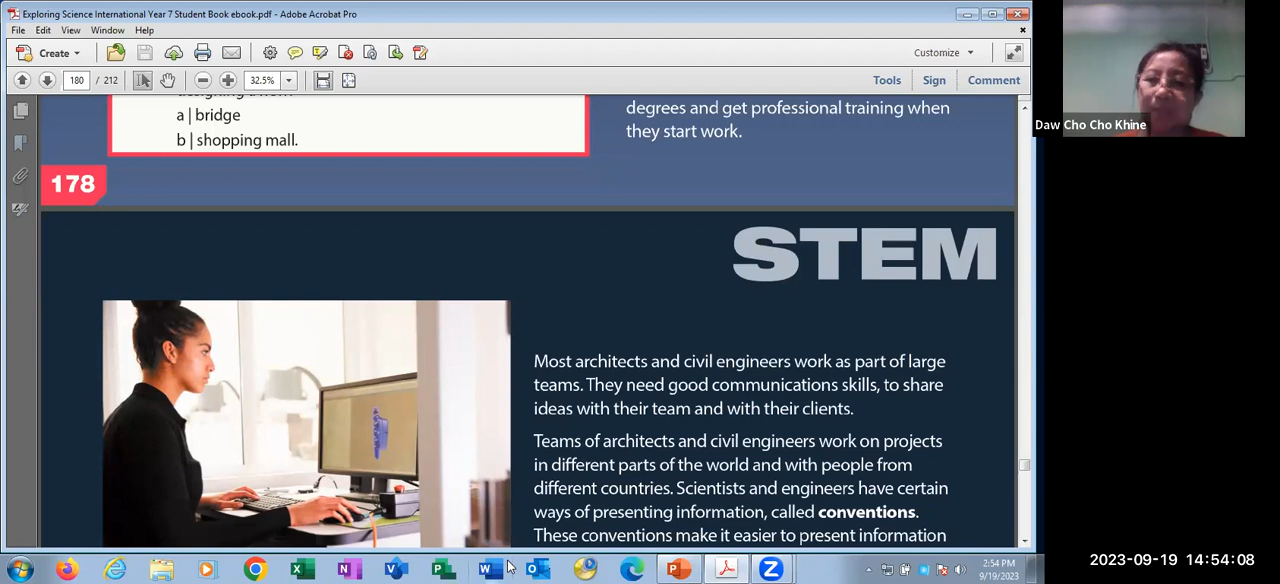 Exploring Science International Year 7 Student Book ebook.pdf - Adobe Acrobat Pro
File Edit View Window Help
Create Customize
180 / 212 32.5% Tools Sign Comment
a | bridge
b | shopping mall.
178
degrees and get professional training when
they start work.
STEM
Most architects and civil engineers work as part of large
teams. They need good communications skills, to share
ideas with their team and with their clients.
Teams of architects and civil engineers work on projects
in different parts of the world and with people from
different countries. Scientists and engineers have certain
ways of presenting information, called conventions.
These conventions make it easier to present information
Daw Cho Cho Khine
2:54 PM
9/19/2023
2023-09-19 14:54:08